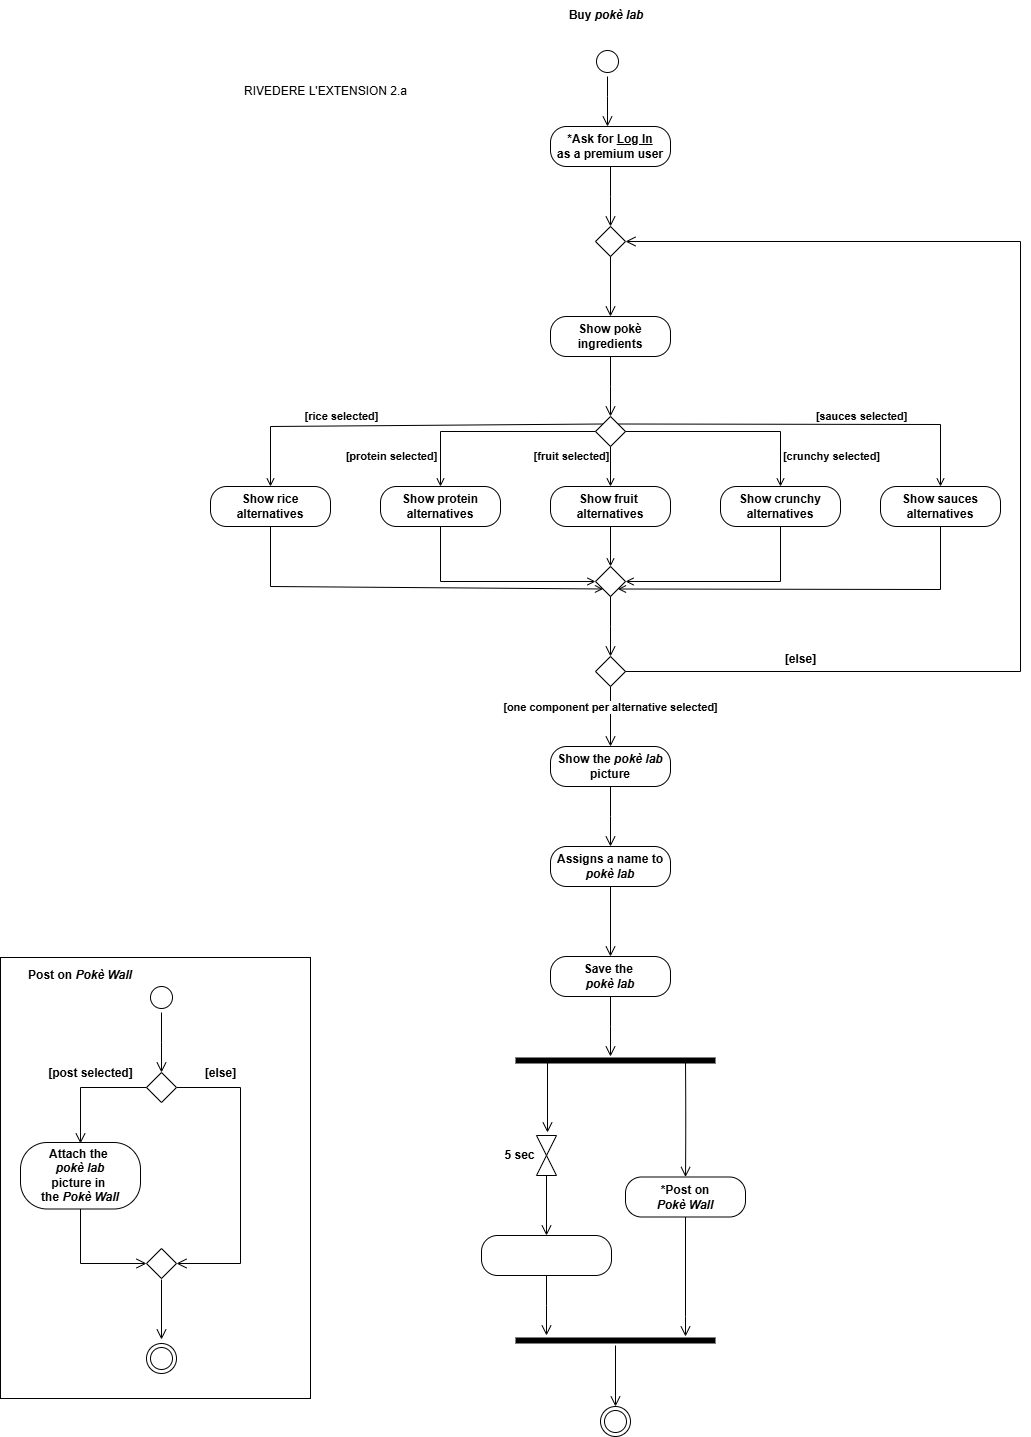 Buy pokè lab
RIVEDERE L'EXTENSION 2.a
*Ask for Log In
as a premium user
Show pokè
ingredients
[rice selected]
[sauces selected]
[protein selected]
[fruit selected]
[crunchy selected]
Show rice
alternatives
Show protein
alternatives
Show fruit
alternatives
Show crunchy
alternatives
Show sauces
alternatives
[else]
[one component per alternative selected]
Show the pokè lab
picture
Assigns a name to
pokè lab
Save the
pokè lab
Post on Pokè Wall
[post selected]
[else]
Attach the
pokè lab
picture in
the Pokè Wall
5 sec
*Post on
Pokè Wall